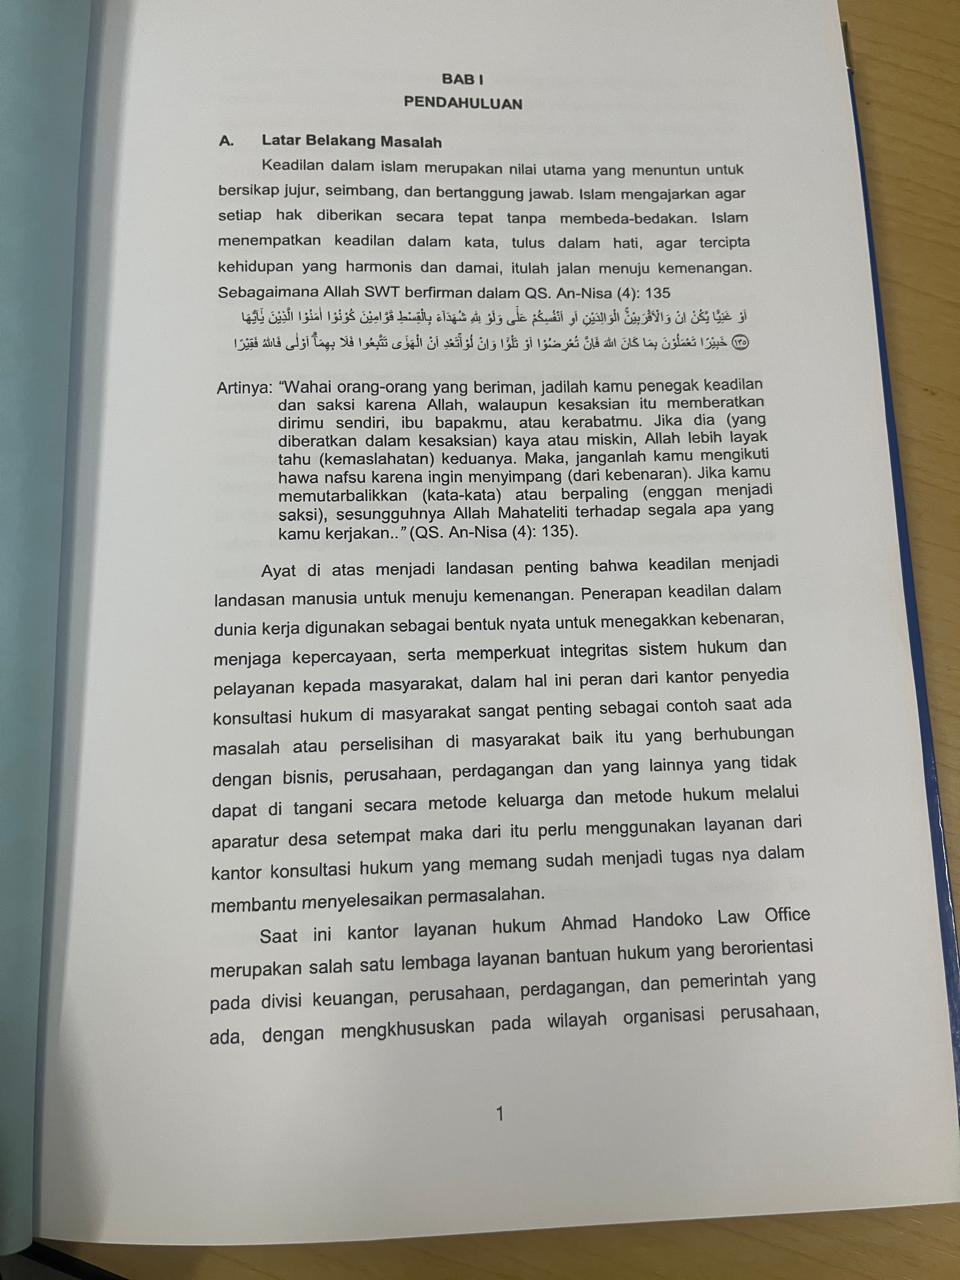 BAB I
PENDAHULUAN
A. Latar Belakang Masalah
Keadilan dalam islam merupakan nilai utama yang menuntun untuk
bersikap jujur, seimbang, dan bertanggung jawab. Islam mengajarkan agar
setiap hak diberikan secara tepat tanpa membeda-bedakan. Islam
menempatkan keadilan dalam kata, tulus dalam hati, agar tercipta
kehidupan yang harmonis dan damai, itulah jalan menuju kemenangan.
Sebagaimana Allah SWT berfirman dalam QS. An-Nisa (4): 135
اَوْ غَنِيًّا يَّكُنْ اِنْ وَالْاَقْرَبِيْنَۚ الْوَالِدَيْنِ اَوِ اَنْفُسِكُمْ عَلٰٓى وَلَوْ لِلّٰهِ شُهَدَاۤءَ بِالْقِسْطِ قَوَّامِيْنَ كُوْنُوْا اٰمَنُوْا الَّذِيْنَ يٰٓاَيُّهَا
۝١٣٥ خَبِيْرًا تَعْمَلُوْنَ بِمَا كَانَ اللّٰهَ فَاِنَّ تُعْرِضُوْا اَوْ تَلْوٗٓا وَاِنْ لُوْاۚتَعْدِ اَنْ الْهَوٰٓى تَتَّبِعُوا فَلَا بِهِمَاۗ اَوْلٰى فَاللّٰهُ فَقِيْرًا
Artinya: “Wahai orang-orang yang beriman, jadilah kamu penegak keadilan
dan saksi karena Allah, walaupun kesaksian itu memberatkan
dirimu sendiri, ibu bapakmu, atau kerabatmu. Jika dia (yang
diberatkan dalam kesaksian) kaya atau miskin, Allah lebih layak
tahu (kemaslahatan) keduanya. Maka, janganlah kamu mengikuti
hawa nafsu karena ingin menyimpang (dari kebenaran). Jika kamu
memutarbalikkan (kata-kata) atau berpaling (enggan menjadi
saksi), sesungguhnya Allah Mahateliti terhadap segala apa yang
kamu kerjakan..” (QS. An-Nisa (4): 135).
Ayat di atas menjadi landasan penting bahwa keadilan menjadi
landasan manusia untuk menuju kemenangan. Penerapan keadilan dalam
dunia kerja digunakan sebagai bentuk nyata untuk menegakkan kebenaran,
menjaga kepercayaan, serta memperkuat integritas sistem hukum dan
pelayanan kepada masyarakat, dalam hal ini peran dari kantor penyedia
konsultasi hukum di masyarakat sangat penting sebagai contoh saat ada
masalah atau perselisihan di masyarakat baik itu yang berhubungan
dengan bisnis, perusahaan, perdagangan dan yang lainnya yang tidak
dapat di tangani secara metode keluarga dan metode hukum melalui
aparatur desa setempat maka dari itu perlu menggunakan layanan dari
kantor konsultasi hukum yang memang sudah menjadi tugas nya dalam
membantu menyelesaikan permasalahan.
Saat ini kantor layanan hukum Ahmad Handoko Law Office
merupakan salah satu lembaga layanan bantuan hukum yang berorientasi
pada divisi keuangan, perusahaan, perdagangan, dan pemerintah yang
ada, dengan mengkhususkan pada wilayah organisasi perusahaan,
1